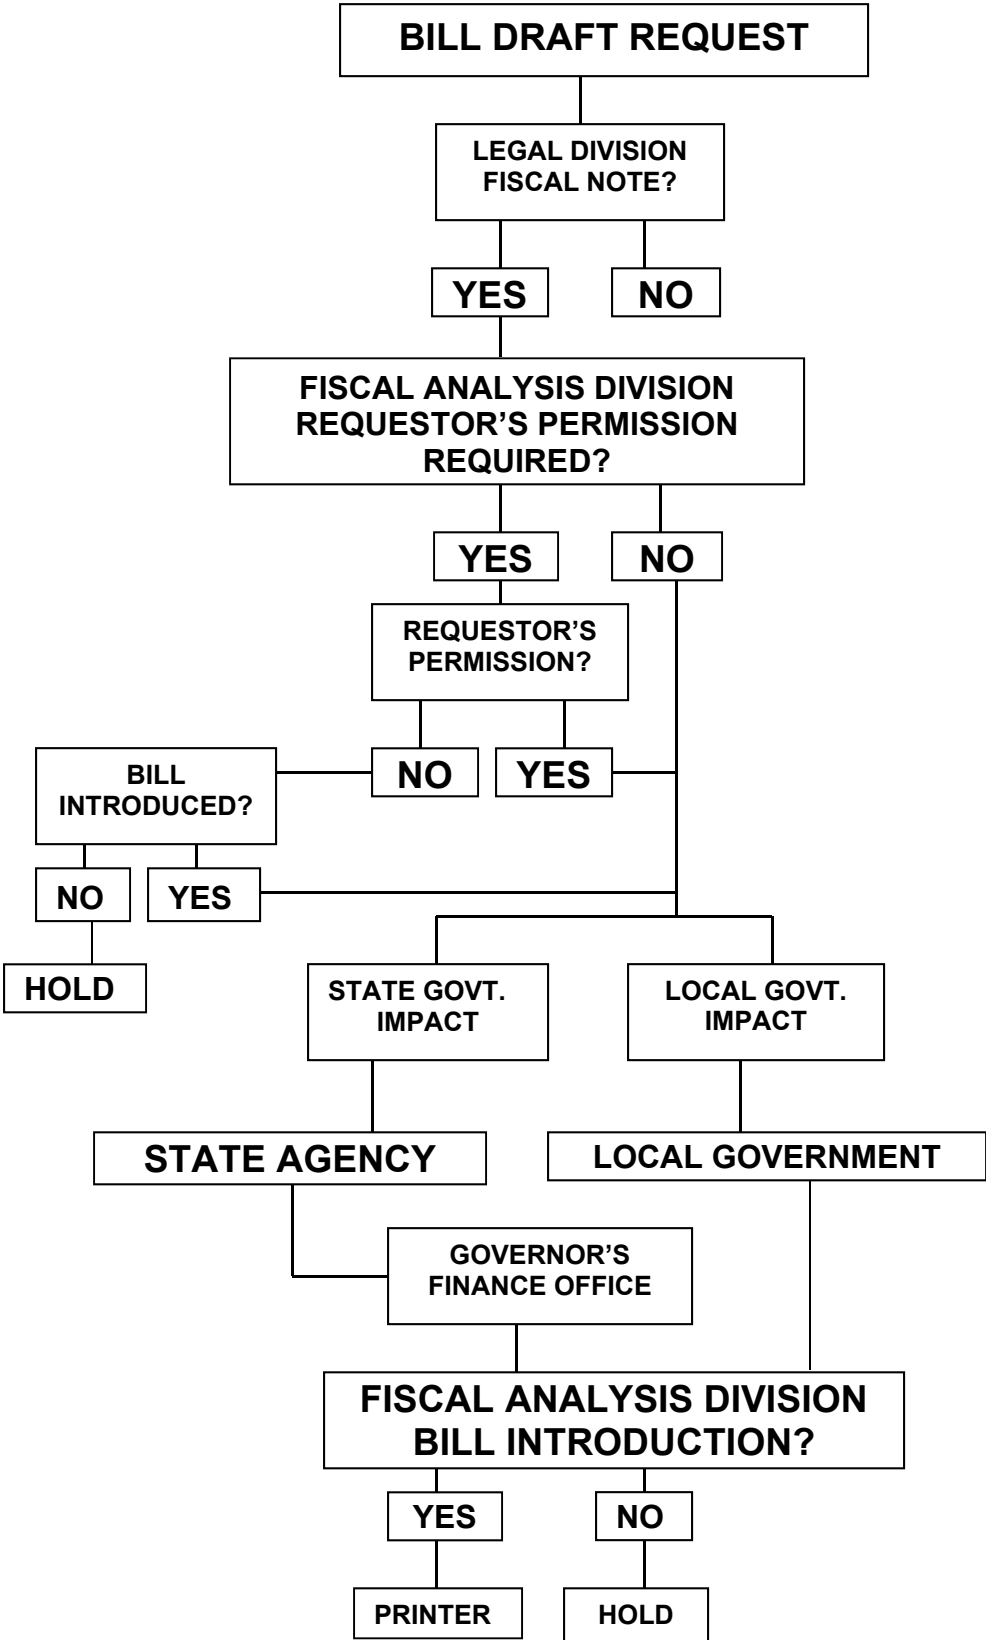 BILL DRAFT REQUEST
LEGAL DIVISION
FISCAL NOTE?
YES
NO
FISCAL ANALYSIS DIVISION
REQUESTOR’S PERMISSION
REQUIRED?
YES
NO
REQUESTOR’S
PERMISSION?
BILL
INTRODUCED?
NO
YES
NO
YES
HOLD
STATE GOVT.
IMPACT
LOCAL GOVT.
IMPACT
STATE AGENCY
LOCAL GOVERNMENT
GOVERNOR’S
FINANCE OFFICE
FISCAL ANALYSIS DIVISION
BILL INTRODUCTION?
YES
NO
PRINTER
HOLD